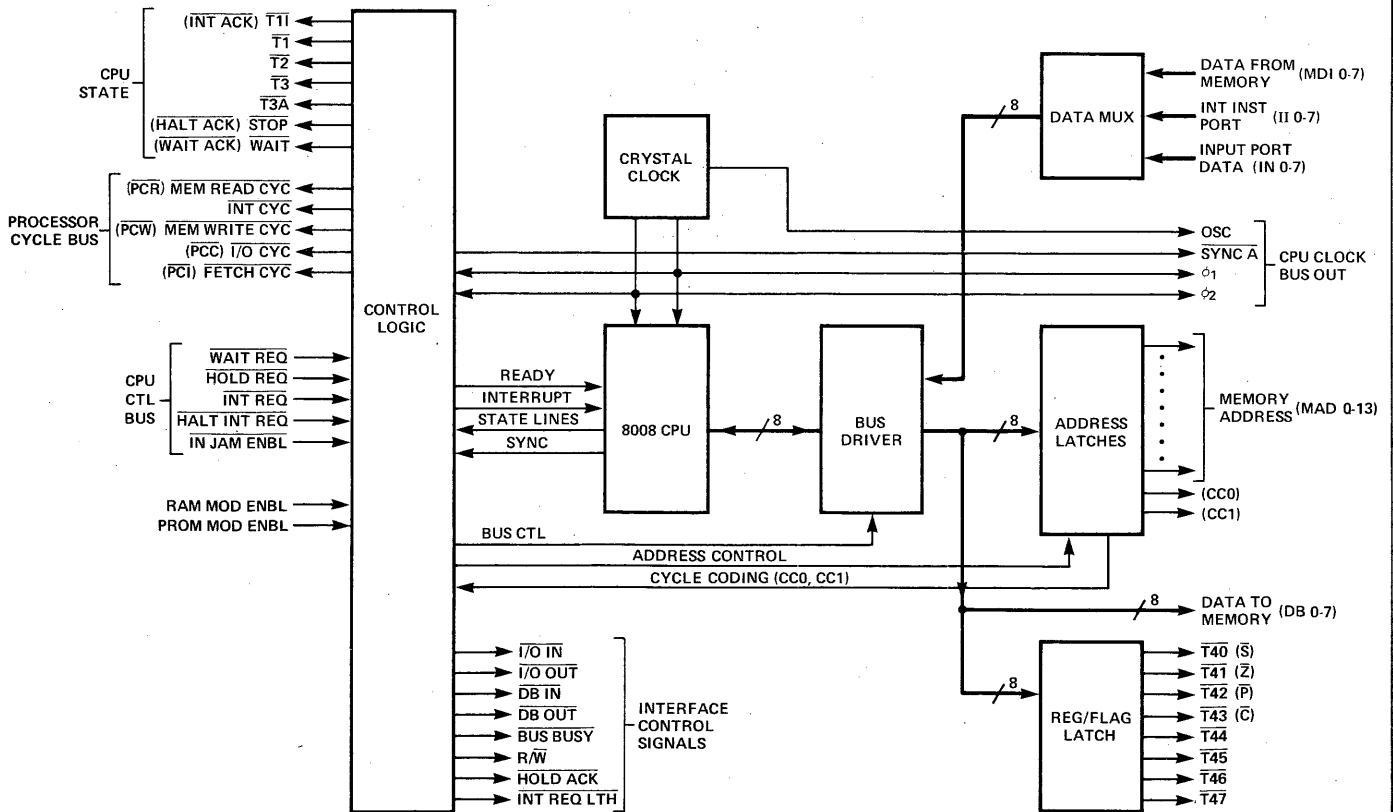 CPU
STATE
(INT ACK) T1I
T1
T2
T3
T3A
(HALT ACK) STOP
(WAIT ACK) WAIT
PROCESSOR
CYCLE BUS
(PCR) MEM READ CYC
INT CYC
(PCW) MEM WRITE CYC
(PCC) I/O CYC
(PCI) FETCH CYC
CPU
CTL
BUS
WAIT REQ
HOLD REQ
INT REQ
HALT INT REQ
IN JAM ENBL
RAM MOD ENBL
PROM MOD ENBL
CONTROL
LOGIC
CRYSTAL
CLOCK
8
DATA MUX
DATA FROM
MEMORY (MDI 0-7)
INT INST
PORT (II 0-7)
INPUT PORT
DATA (IN 0-7)
OSC
SYNC A
ϕ1
ϕ2
CPU CLOCK
BUS OUT
READY
INTERRUPT
STATE LINES
SYNC
8008 CPU
8
BUS
DRIVER
8
ADDRESS
LATCHES
MEMORY
ADDRESS (MAD 0-13)
(CC0)
(CC1)
BUS CTL
ADDRESS CONTROL
CYCLE CODING (CC0, CC1)
8
DATA TO
MEMORY (DB 0-7)
I/O IN
I/O OUT
DB IN
DB OUT
BUS BUSY
R/W
HOLD ACK
INT REQ LTH
INTERFACE
CONTROL
SIGNALS
8
REG/FLAG
LATCH
T40 (S)
T41 (Z)
T42 (P)
T43 (C)
T44
T45
T46
T47